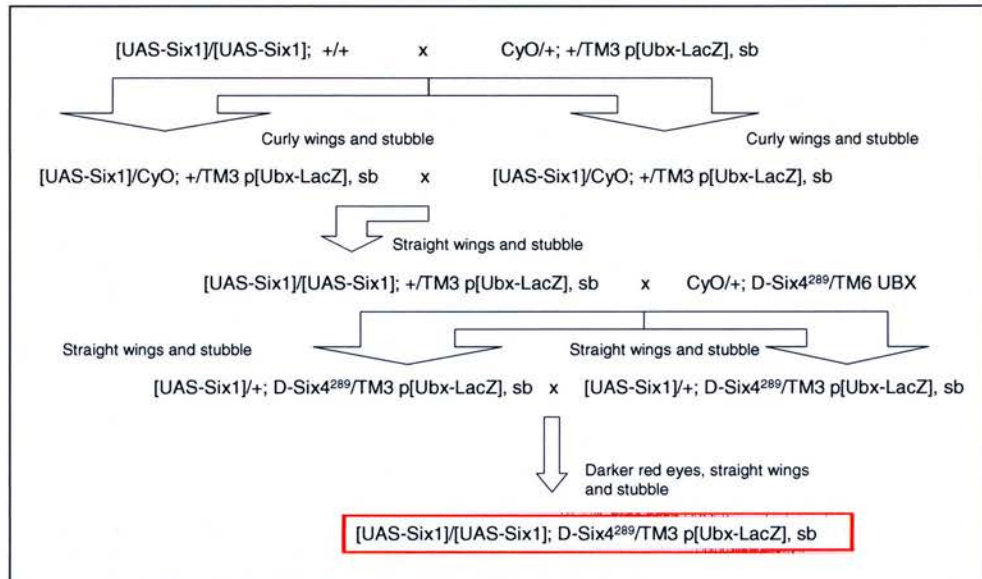 [UAS-Six1]/[UAS-Six1]; +/+ x CyO/+; +/TM3 p[Ubx-LacZ], sb
Curly wings and stubble Curly wings and stubble
[UAS-Six1]/CyO; +/TM3 p[Ubx-LacZ], sb x [UAS-Six1]/CyO; +/TM3 p[Ubx-LacZ], sb
Straight wings and stubble
[UAS-Six1]/[UAS-Six1]; +/TM3 p[Ubx-LacZ], sb x CyO/+; D-Six4²⁸⁹/TM6 UBX
Straight wings and stubble Straight wings and stubble
[UAS-Six1]/+; D-Six4²⁸⁹/TM3 p[Ubx-LacZ], sb x [UAS-Six1]/+; D-Six4²⁸⁹/TM3 p[Ubx-LacZ], sb
Darker red eyes, straight wings
and stubble
[UAS-Six1]/[UAS-Six1]; D-Six4²⁸⁹/TM3 p[Ubx-LacZ], sb